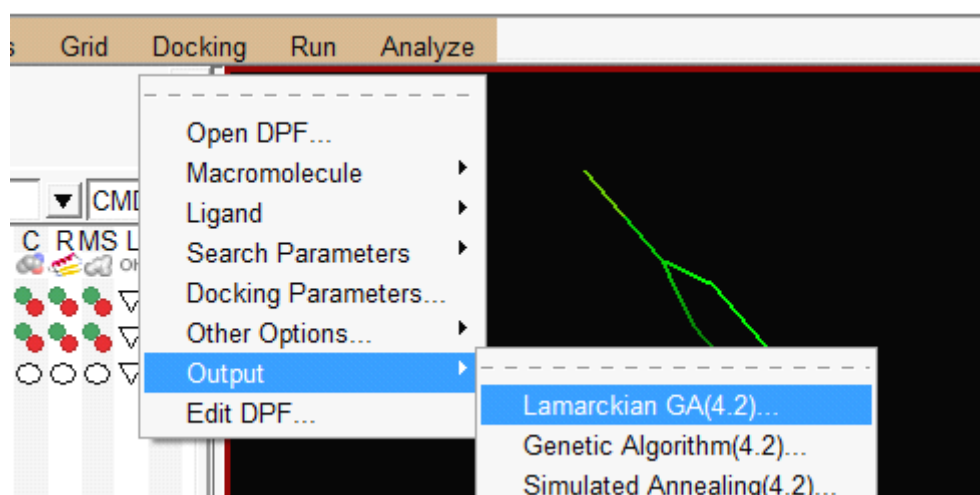 s Grid Docking Run Analyze
Open DPF...
Macromolecule
Ligand
CMD
Search Parameters
C R MS L
Docking Parameters...
Other Options...
Output
Edit DPF...
Lamarckian GA(4.2)...
Genetic Algorithm(4.2)...
Simulated Annealing(4.2)...